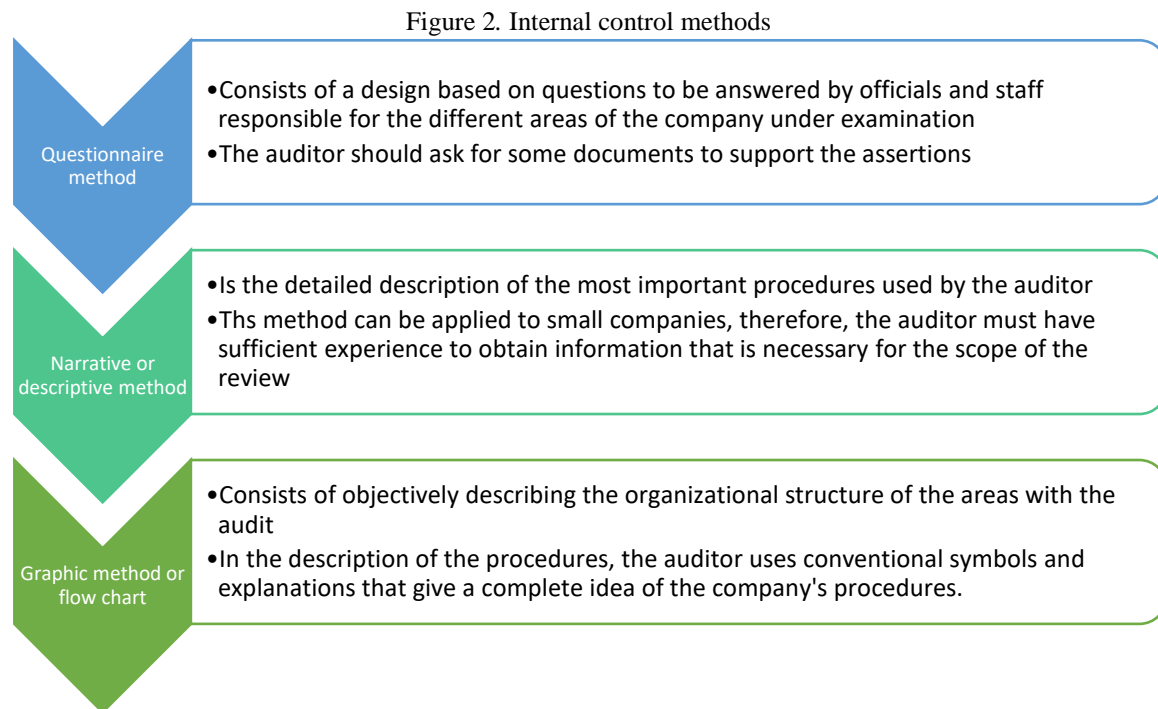 Figure 2. Internal control methods
Questionnaire
method
•Consists of a design based on questions to be answered by officials and staff
responsible for the different areas of the company under examination
•The auditor should ask for some documents to support the assertions
Narrative or
descriptive method
•Is the detailed description of the most important procedures used by the auditor
•Ths method can be applied to small companies, therefore, the auditor must have
sufficient experience to obtain information that is necessary for the scope of the
review
Graphic method or
flow chart
•Consists of objectively describing the organizational structure of the areas with the
audit
•In the description of the procedures, the auditor uses conventional symbols and
explanations that give a complete idea of the company's procedures.